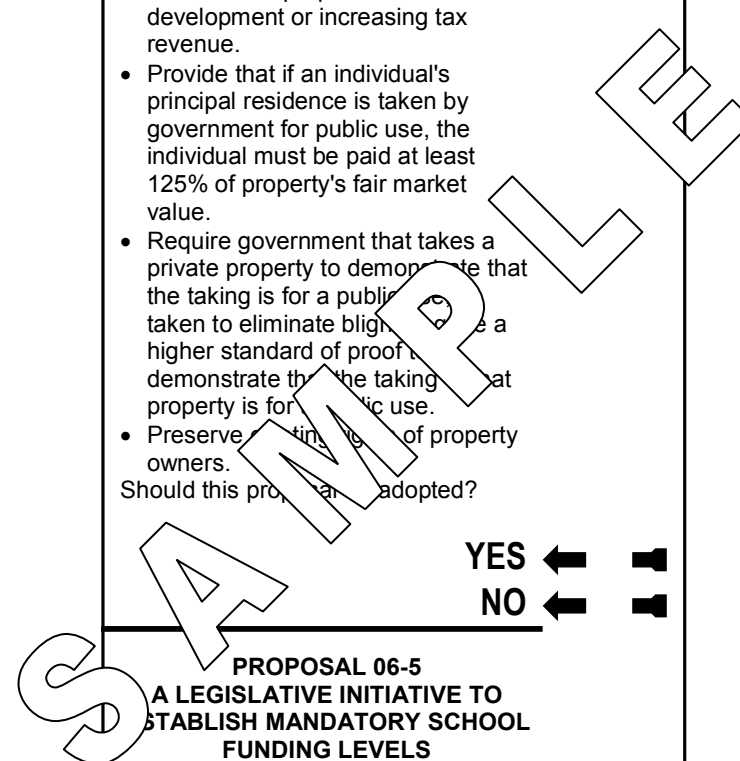 development or increasing tax
revenue.
• Provide that if an individual's
principal residence is taken by
government for public use, the
individual must be paid at least
125% of property's fair market
value.
• Require government that takes a
private property to demonstrate that
the taking is for a public
taken to eliminate a
higher standard of proof
demonstrate the taking
property is for use.
• Preserve of property
owners.
Should this adopted?
YES
NO
PROPOSAL 06-5
A LEGISLATIVE INITIATIVE TO
ESTABLISH MANDATORY SCHOOL
FUNDING LEVELS
SAMPLE